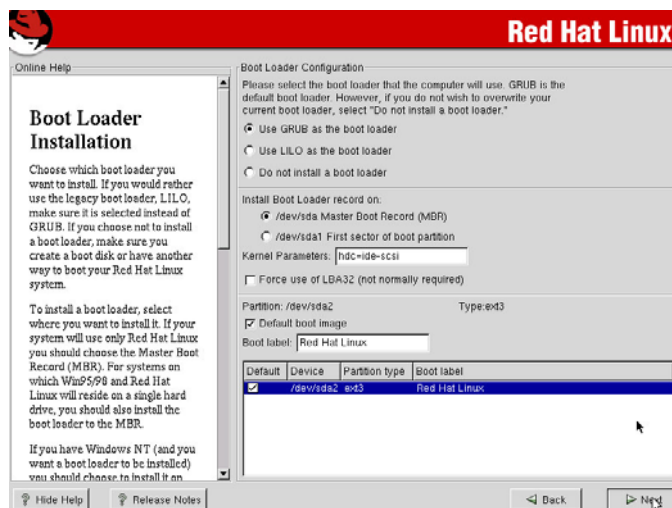 Red Hat Linux
Online Help
Boot Loader
Installation
Choose which boot loader you
want to install. If you would rather
use the legacy boot loader, LILO,
make sure it is selected instead of
GRUB. If you choose not to install
a boot loader, make sure you
create a boot disk or have another
way to boot your Red Hat Linux
system.
To install a boot loader, select
where you want to install it. If your
system will use only Red Hat Linux
you should choose the Master Boot
Record (MBR). For systems on
which Win95/98 and Red Hat
Linux will reside on a single hard
drive, you should also install the
boot loader to the MBR.
If you have Windows NT (and you
want a boot loader to be installed)
you should choose to install it on
Boot Loader Configuration
Please select the boot loader that the computer will use. GRUB is the
default boot loader. However, if you do not wish to overwrite your
current boot loader, select "Do not install a boot loader."
Use GRUB as the boot loader
Use LILO as the boot loader
Do not install a boot loader
Install Boot Loader record on:
/dev/sda Master Boot Record (MBR)
/dev/sda1 First sector of boot partition
Kernel Parameters: hdc=ide-scsi
Force use of LBA32 (not normally required)
Partition: /dev/sda2 Type:ext3
Default boot image
Boot label: Red Hat Linux
Default Device Partition type Boot label
/dev/sda2 ext3 Red Hat Linux
Hide Help Release Notes Back Next